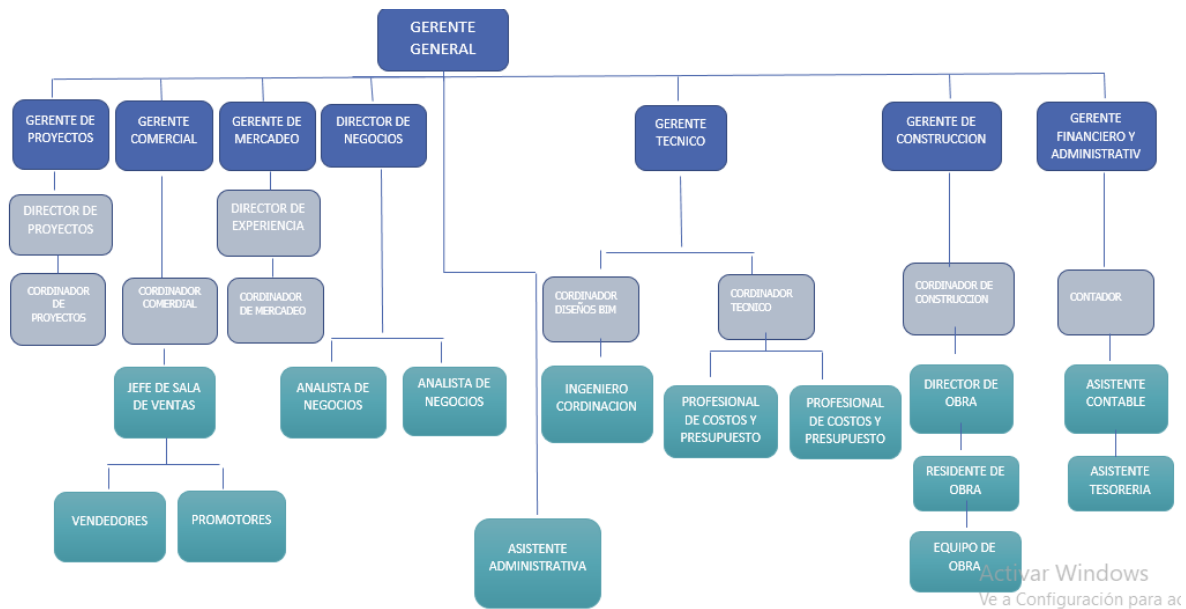 GERENTE
GENERAL
GERENTE DE
PROYECTOS
GERENTE
COMERCIAL
GERENTE DE
MERCADEO
DIRECTOR DE
NEGOCIOS
GERENTE
TECNICO
GERENTE DE
CONSTRUCCION
GERENTE
FINANCIERO Y
ADMINISTRATIV
DIRECTOR DE
PROYECTOS
DIRECTOR DE
EXPERIENCIA
CORDINADOR
DE
PROYECTOS
CORDINADOR
COMERDIAL
CORDINADOR
DE MERCADEO
CORDINADOR
DISEÑOS BIM
CORDINADOR
TECNICO
CORDINADOR DE
CONSTRUCCION
CONTADOR
JEFE DE SALA
DE VENTAS
ANALISTA DE
NEGOCIOS
ANALISTA DE
NEGOCIOS
INGENIERO
CORDINACION
PROFESIONAL
DE COSTOS Y
PRESUPUESTO
PROFESIONAL
DE COSTOS Y
PRESUPUESTO
DIRECTOR DE
OBRA
ASISTENTE
CONTABLE
VENDEDORES
PROMOTORES
RESIDENTE DE
OBRA
ASISTENTE
TESORERIA
ASISTENTE
ADMINISTRATIVA
EQUIPO DE
OBRA
Activar Windows
Ve a Configuración para ac